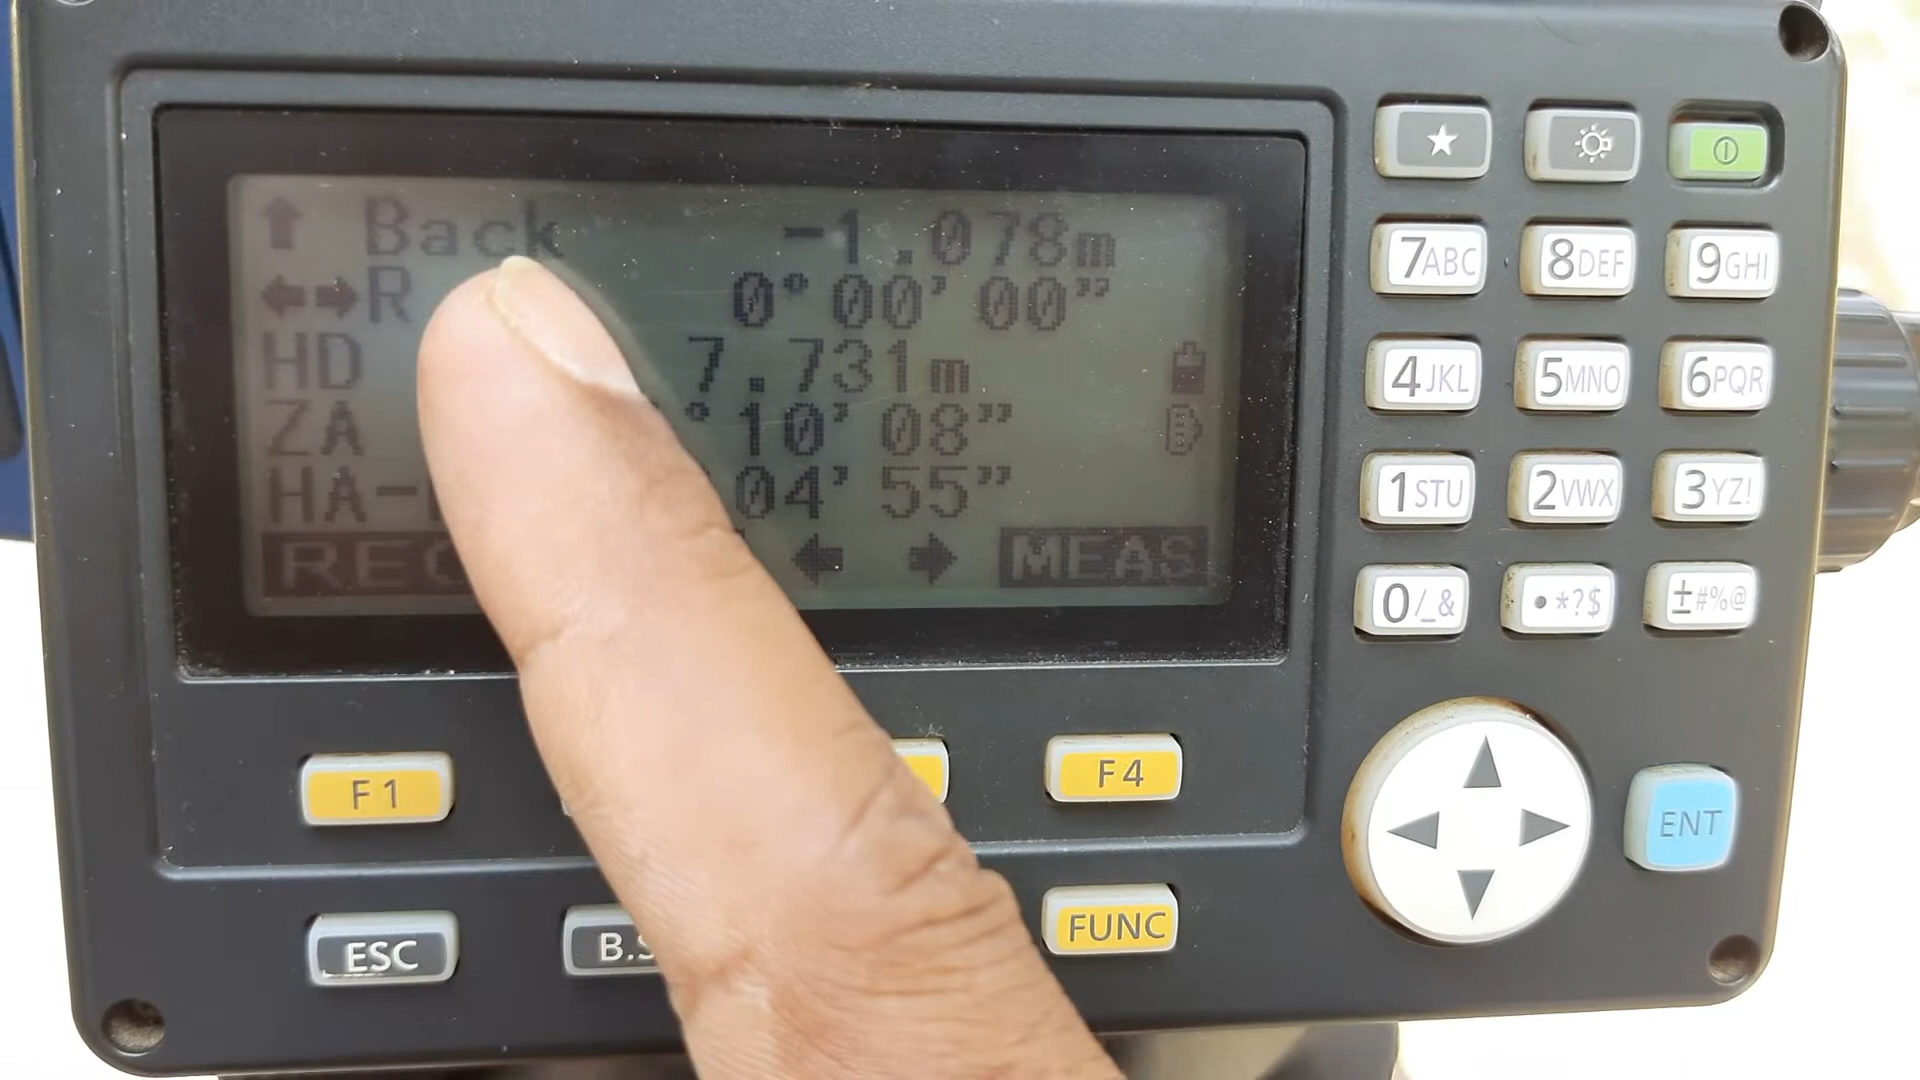 ↑ Back -1.078m
←→R 0°00'00"
HD 7.731m
ZA °10'08"
HA- 04'55"
REC ← → MEAS
F1 F4
ESC B.S FUNC
★
7ABC 8DEF 9GHI
4JKL 5MNO 6PQR
1STU 2VWX 3YZ!
0/_& •*?$ ±#%@
ENT